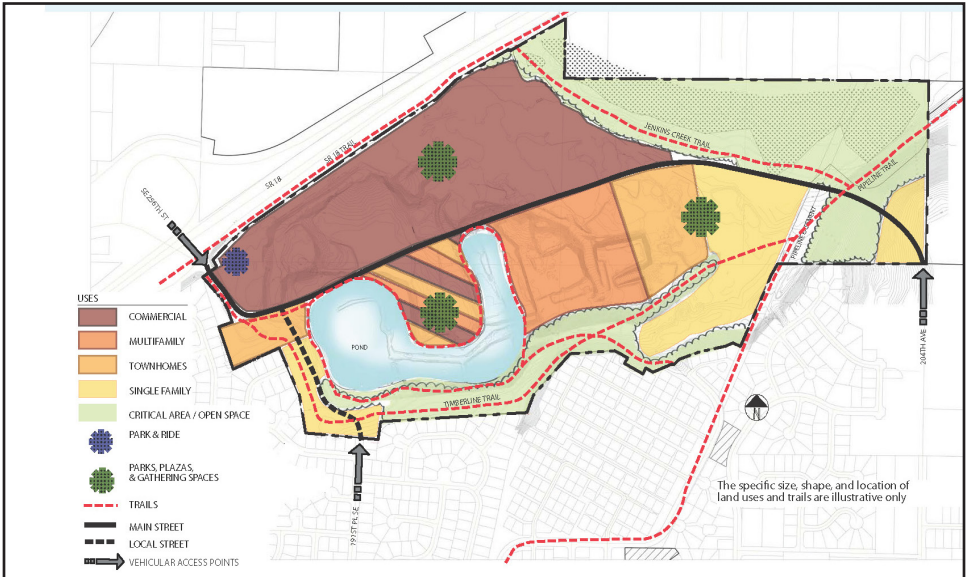 SE 256TH ST
SR 18
SR 18 TRAIL
JENKINS CREEK TRAIL
PIPELINE TRAIL
PIPELINE EASEMENT
204TH AVE
POND
TIMBERLINE TRAIL
191ST PL SE
N
USES
COMMERCIAL
MULTIFAMILY
TOWNHOMES
SINGLE FAMILY
CRITICAL AREA / OPEN SPACE
PARK & RIDE
PARKS, PLAZAS,
& GATHERING SPACES
TRAILS
MAIN STREET
LOCAL STREET
VEHICULAR ACCESS POINTS
The specific size, shape, and location of
land uses and trails are illustrative only